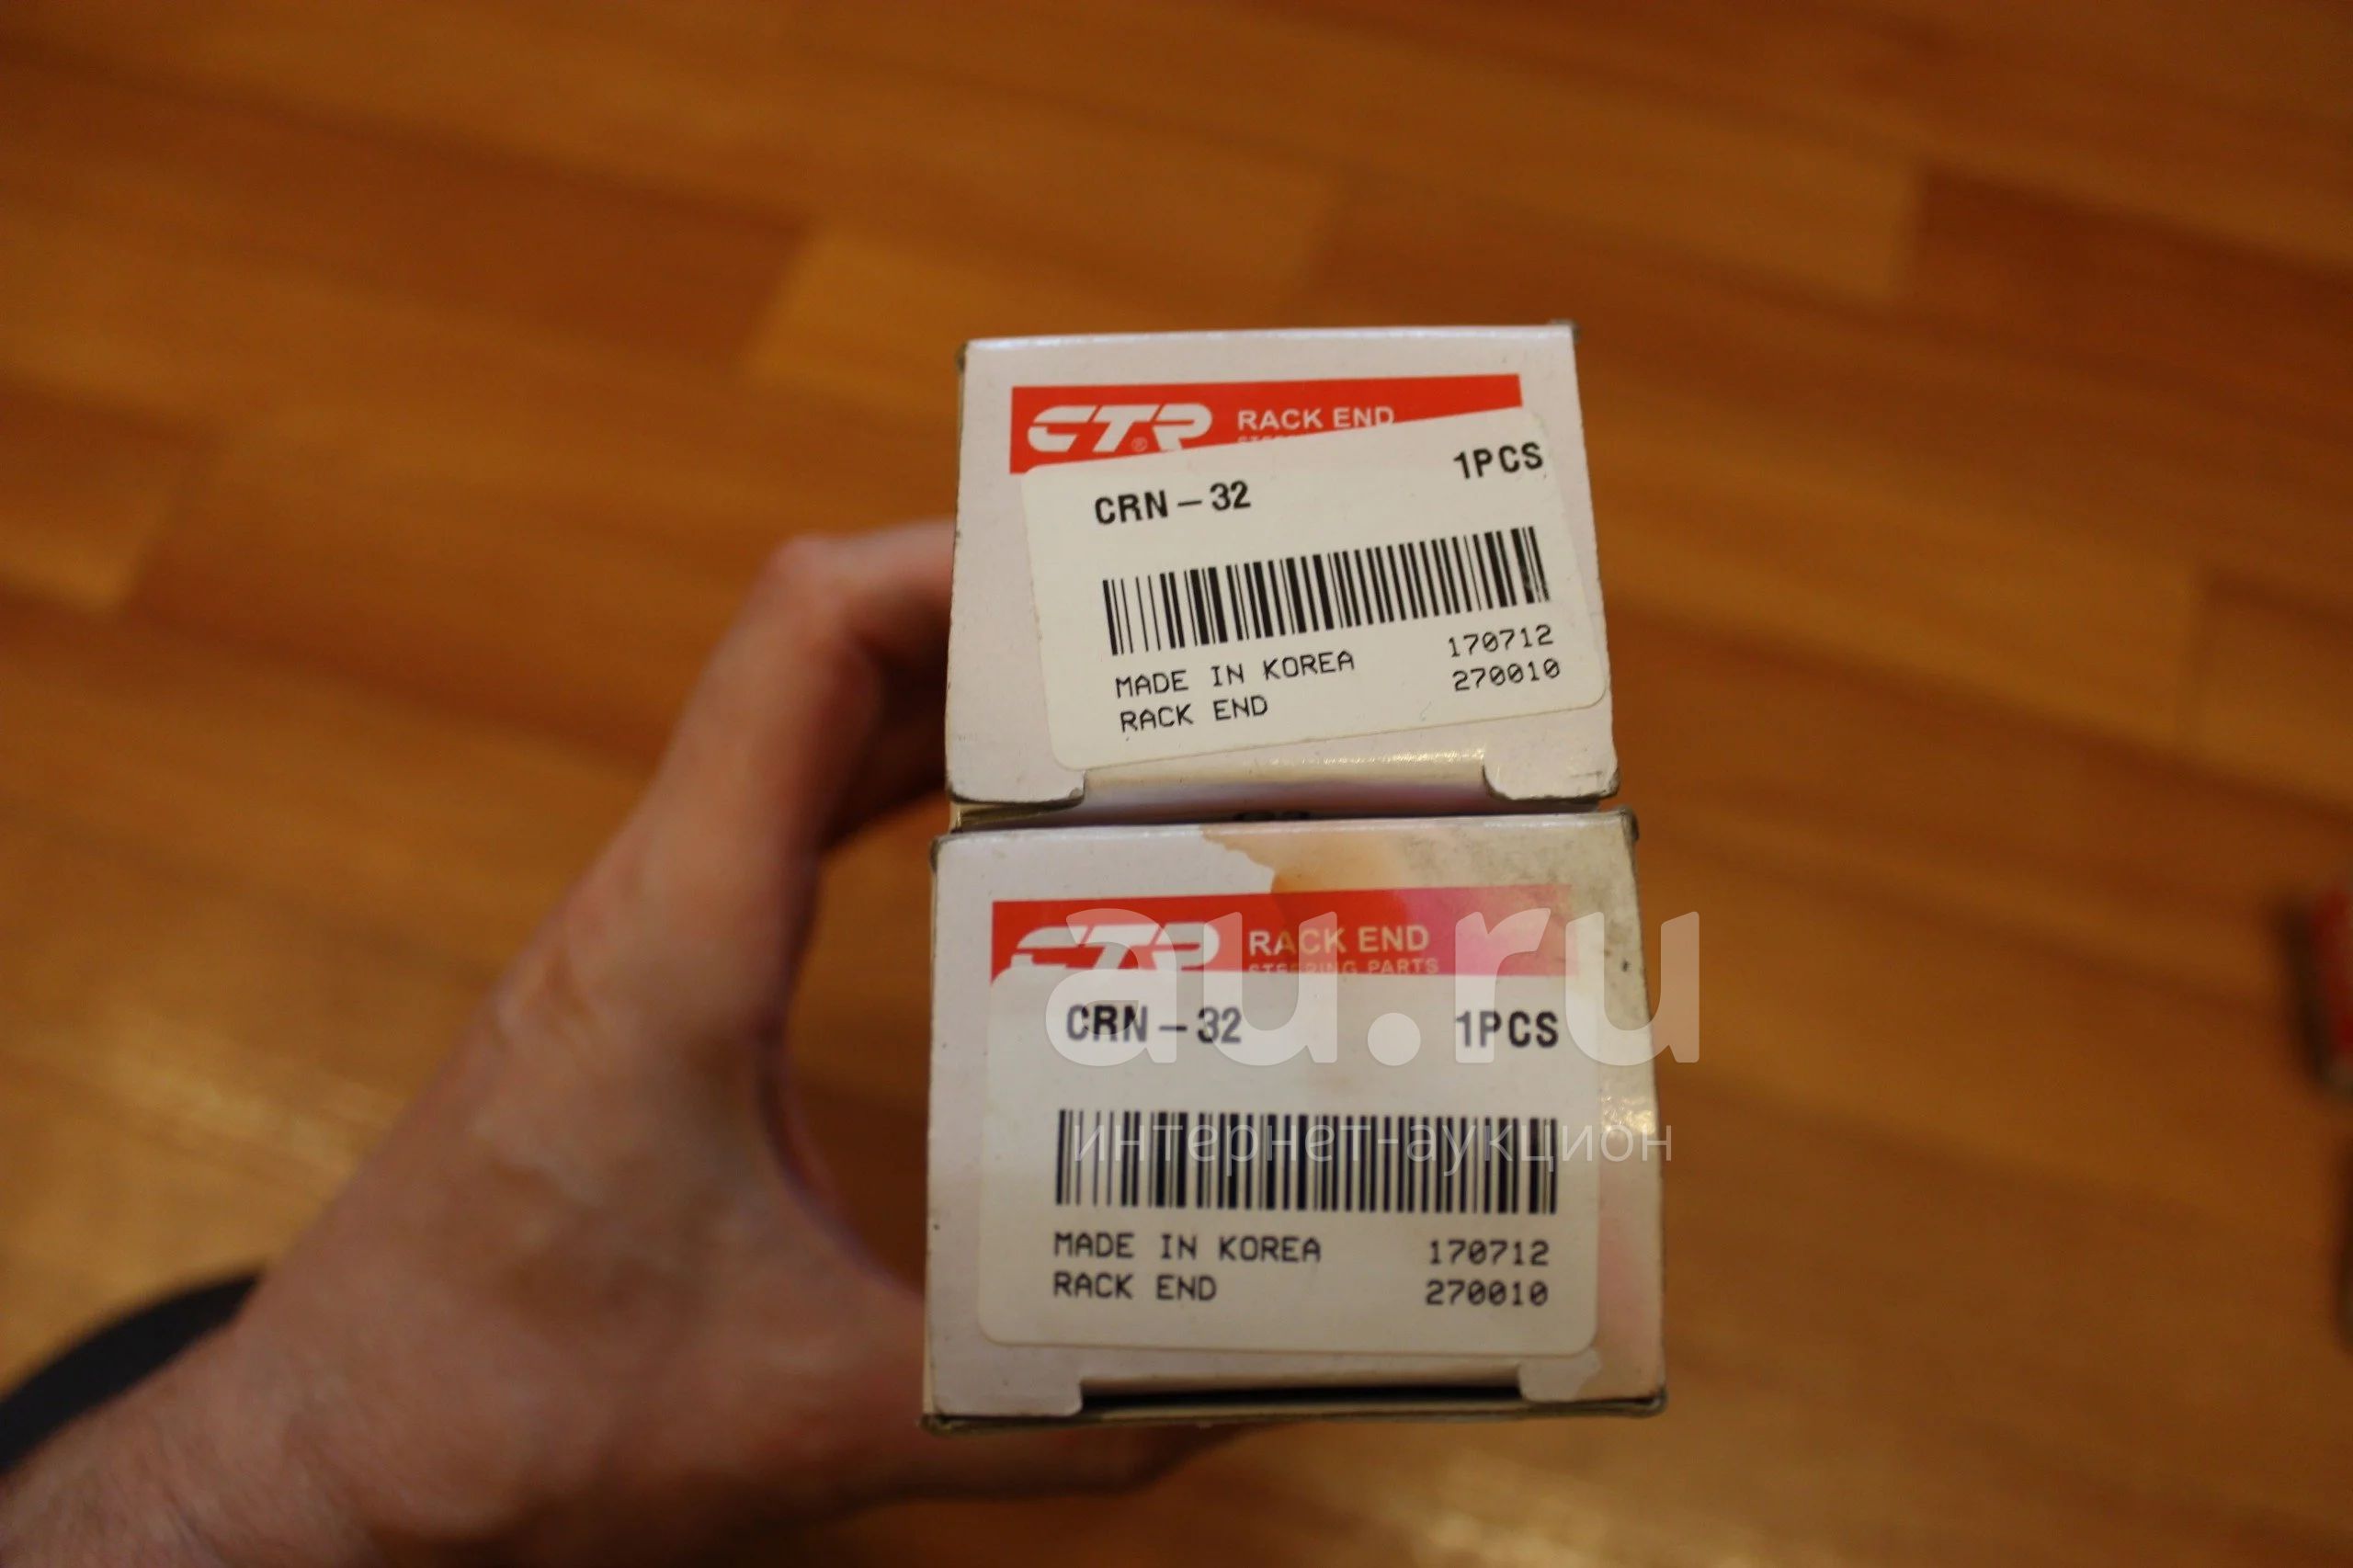 CTR® RACK END
1PCS
CRN – 32
MADE IN KOREA 170712
RACK END 270010
CTR RACK END
STEERING PARTS
CRN – 32 1PCS
MADE IN KOREA 170712
RACK END 270010
au.ru
интернет-аукцион